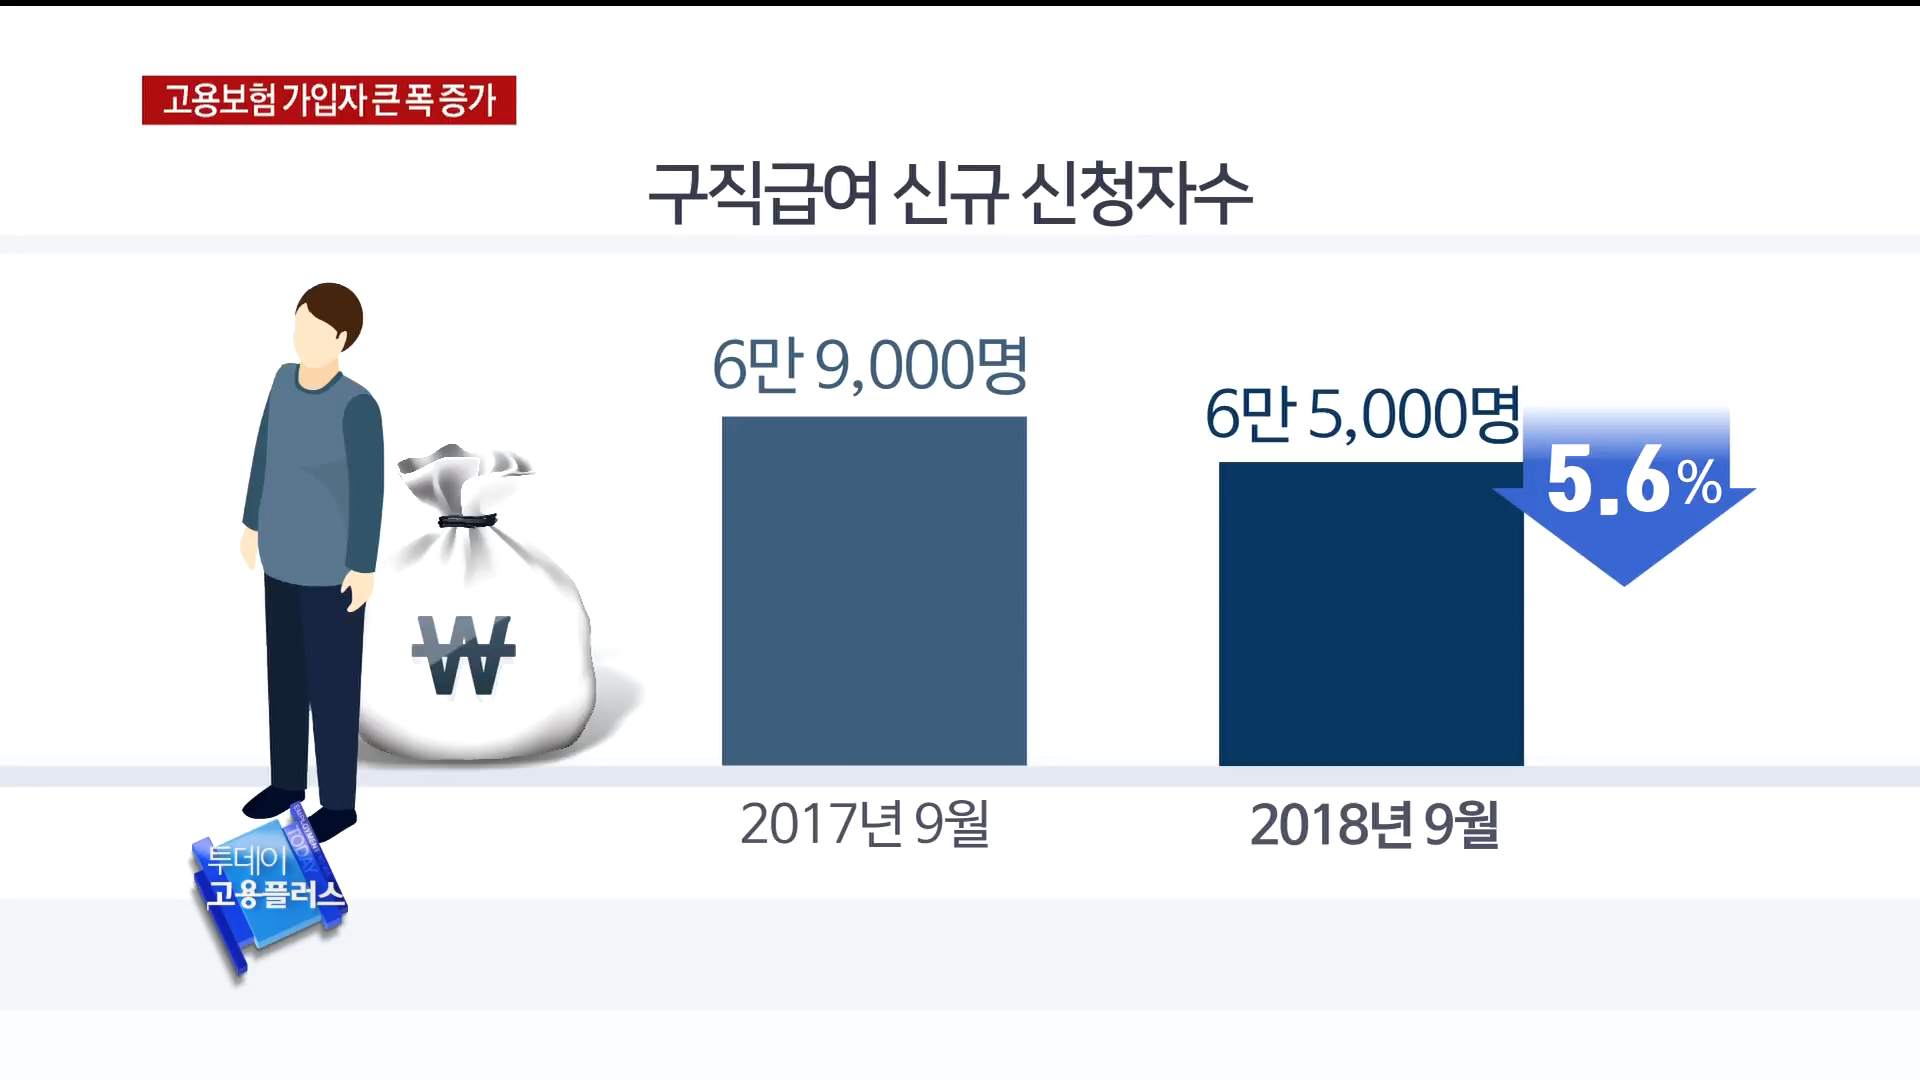 고용보험 가입자 큰 폭 증가
구직급여 신규 신청자수
6만 9,000명
6만 5,000명
5.6%
₩
2017년 9월
2018년 9월
EMPLOYMENT
TODAY
투데이
고용플러스